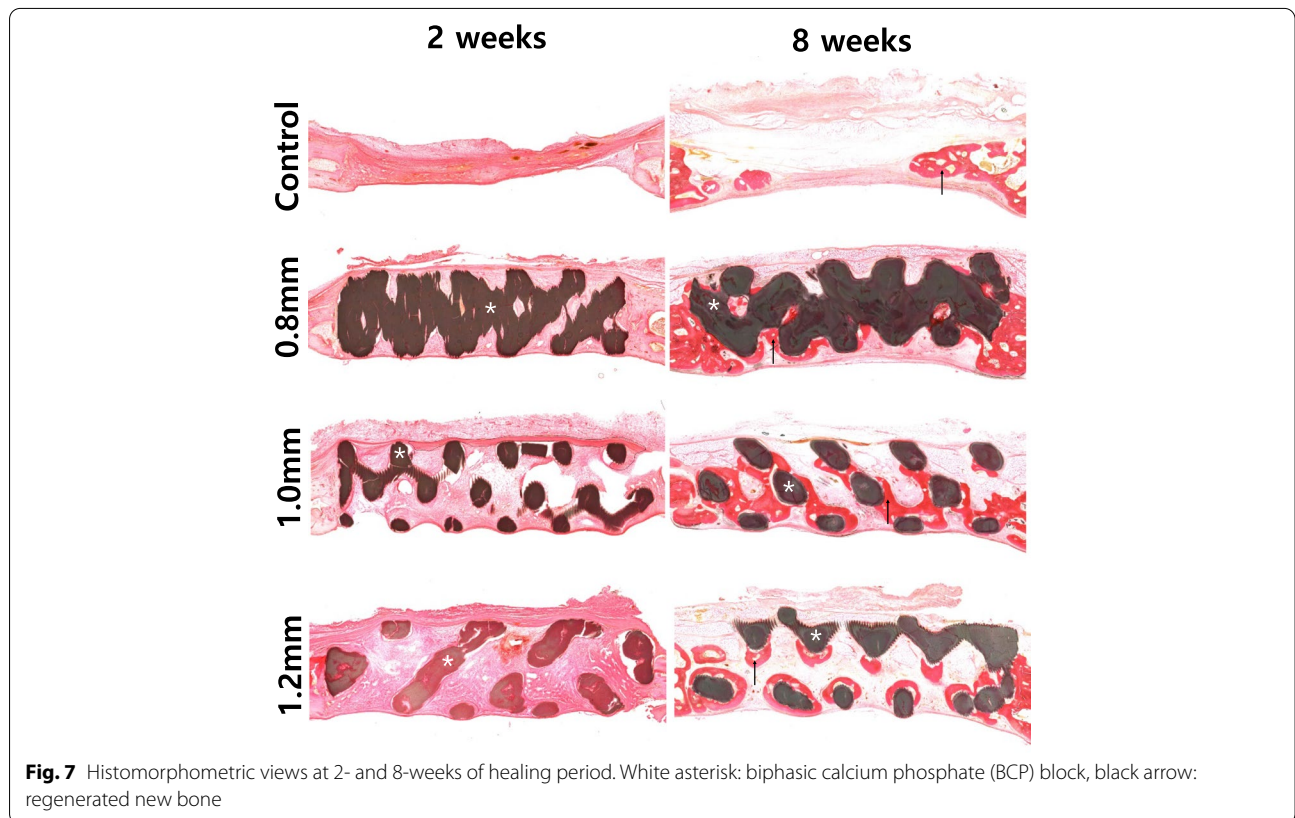 2 weeks
8 weeks
Control
0.8mm
1.0mm
1.2mm
Fig. 7 Histomorphometric views at 2- and 8-weeks of healing period. White asterisk: biphasic calcium phosphate (BCP) block, black arrow:
regenerated new bone